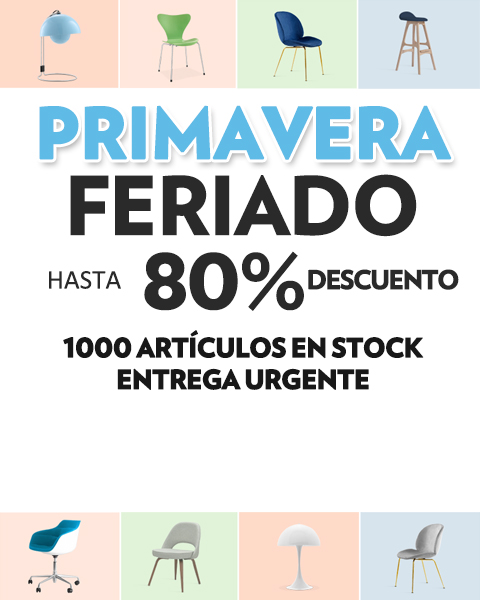 PRIMAVERA
FERIADO
HASTA 80% DESCUENTO
1000 ARTÍCULOS EN STOCK
ENTREGA URGENTE